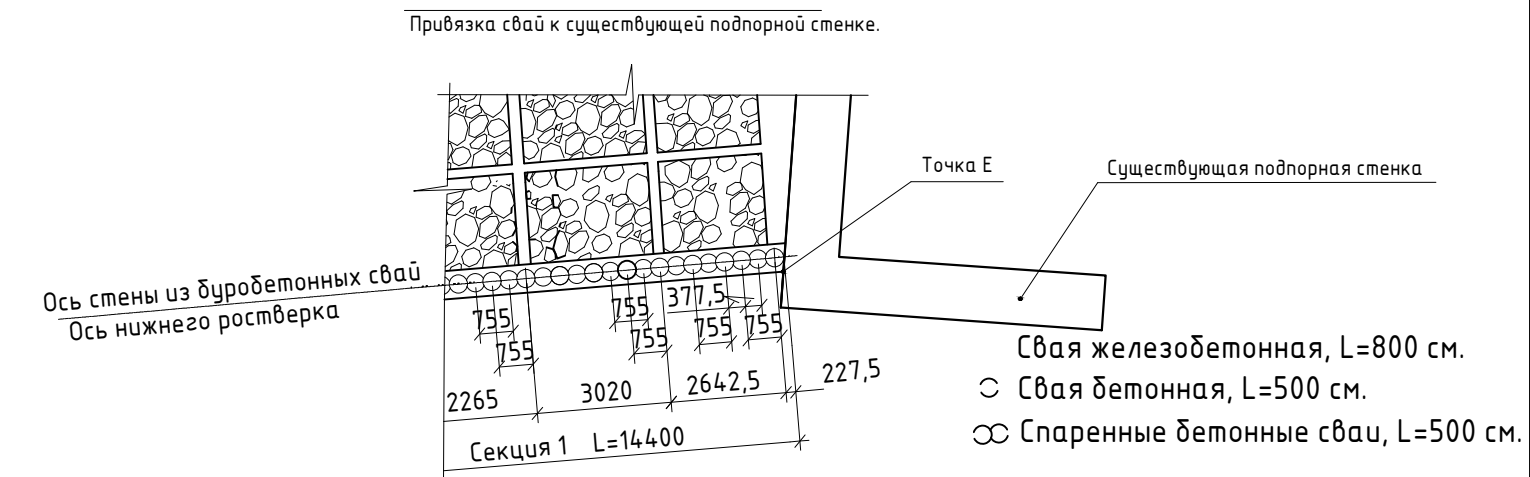 Привязка свай к существующей подпорной стенке.
Точка Е
Существующая подпорная стенка
Ось стены из буробетонных свай
Ось нижнего ростверка
755
755
755
755
377,5
755
755
2265
3020
2642,5
227,5
Секция 1 L=14400
Свая железобетонная, L=800 см.
Свая бетонная, L=500 см.
Спаренные бетонные сваи, L=500 см.